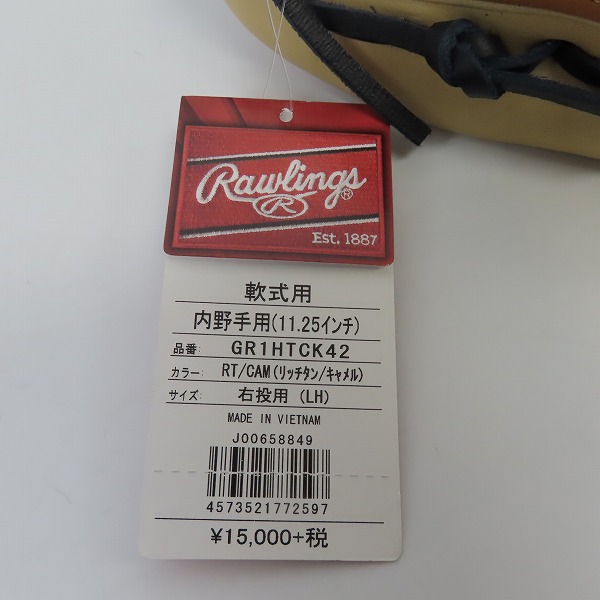 Rawlings®
R
Est. 1887
軟式用
内野手用(11.25インチ)
品番: GR1HTCK42
カラー: RT/CAM(リッチタン/キャメル)
サイズ: 右投用 (LH)
MADE IN VIETNAM
J00658849
4573521772597
¥15,000+税